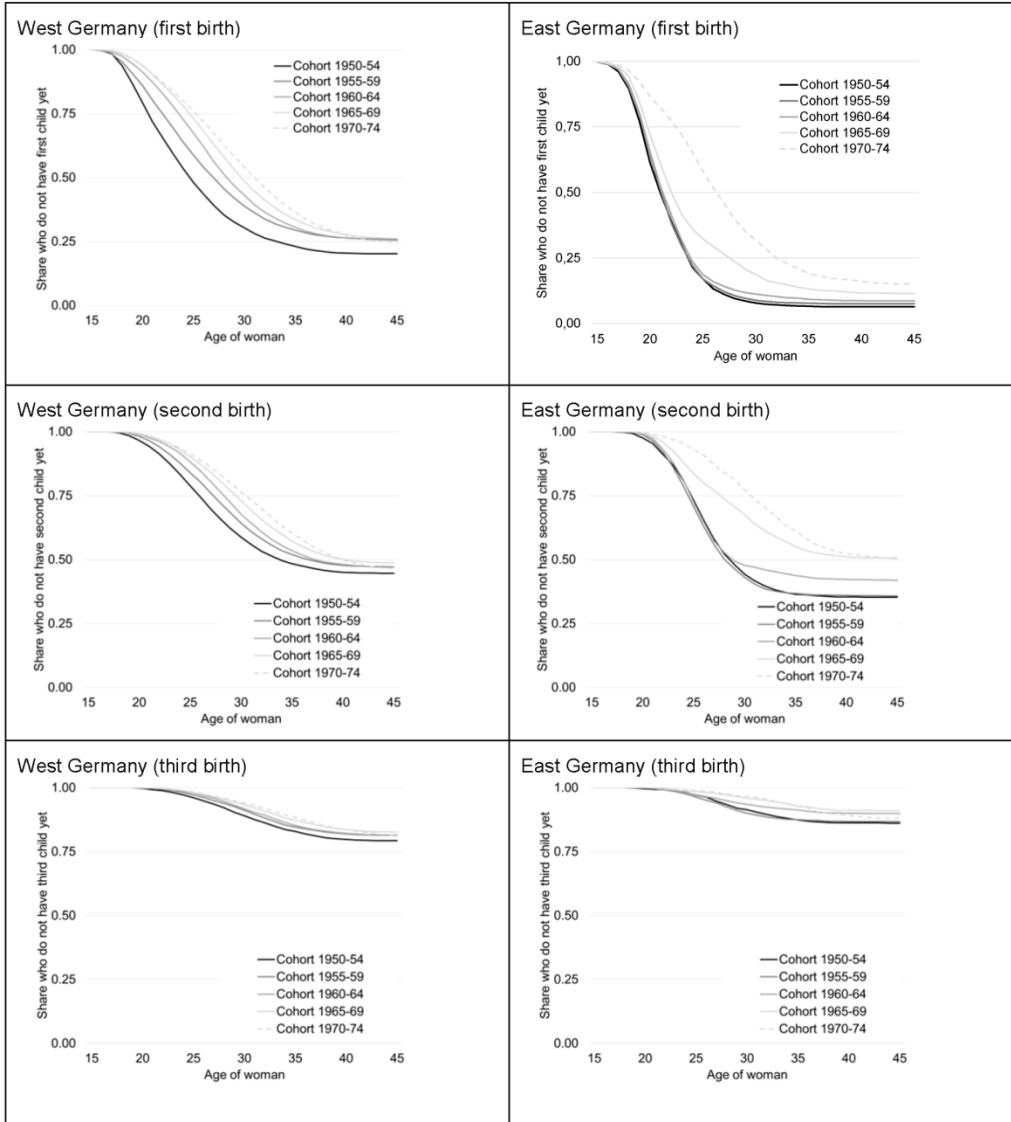 West Germany (first birth)
Share who do not have first child yet
1.00
0.75
0.50
0.25
0.00
Cohort 1950-54
Cohort 1955-59
Cohort 1960-64
Cohort 1965-69
Cohort 1970-74
15 20 25 30 35 40 45
Age of woman
East Germany (first birth)
Share who do not have first child yet
1,00
0,75
0,50
0,25
0,00
Cohort 1950-54
Cohort 1955-59
Cohort 1960-64
Cohort 1965-69
Cohort 1970-74
15 20 25 30 35 40 45
Age of woman
West Germany (second birth)
Share who do not have second child yet
1.00
0.75
0.50
0.25
0.00
Cohort 1950-54
Cohort 1955-59
Cohort 1960-64
Cohort 1965-69
Cohort 1970-74
15 20 25 30 35 40 45
Age of woman
East Germany (second birth)
Share who do not have second child yet
1.00
0.75
0.50
0.25
0.00
Cohort 1950-54
Cohort 1955-59
Cohort 1960-64
Cohort 1965-69
Cohort 1970-74
15 20 25 30 35 40 45
Age of woman
West Germany (third birth)
Share who do not have third child yet
1.00
0.75
0.50
0.25
0.00
Cohort 1950-54
Cohort 1955-59
Cohort 1960-64
Cohort 1965-69
Cohort 1970-74
15 20 25 30 35 40 45
Age of woman
East Germany (third birth)
Share who do not have third child yet
1.00
0.75
0.50
0.25
0.00
Cohort 1950-54
Cohort 1955-59
Cohort 1960-64
Cohort 1965-69
Cohort 1970-74
15 20 25 30 35 40 45
Age of woman